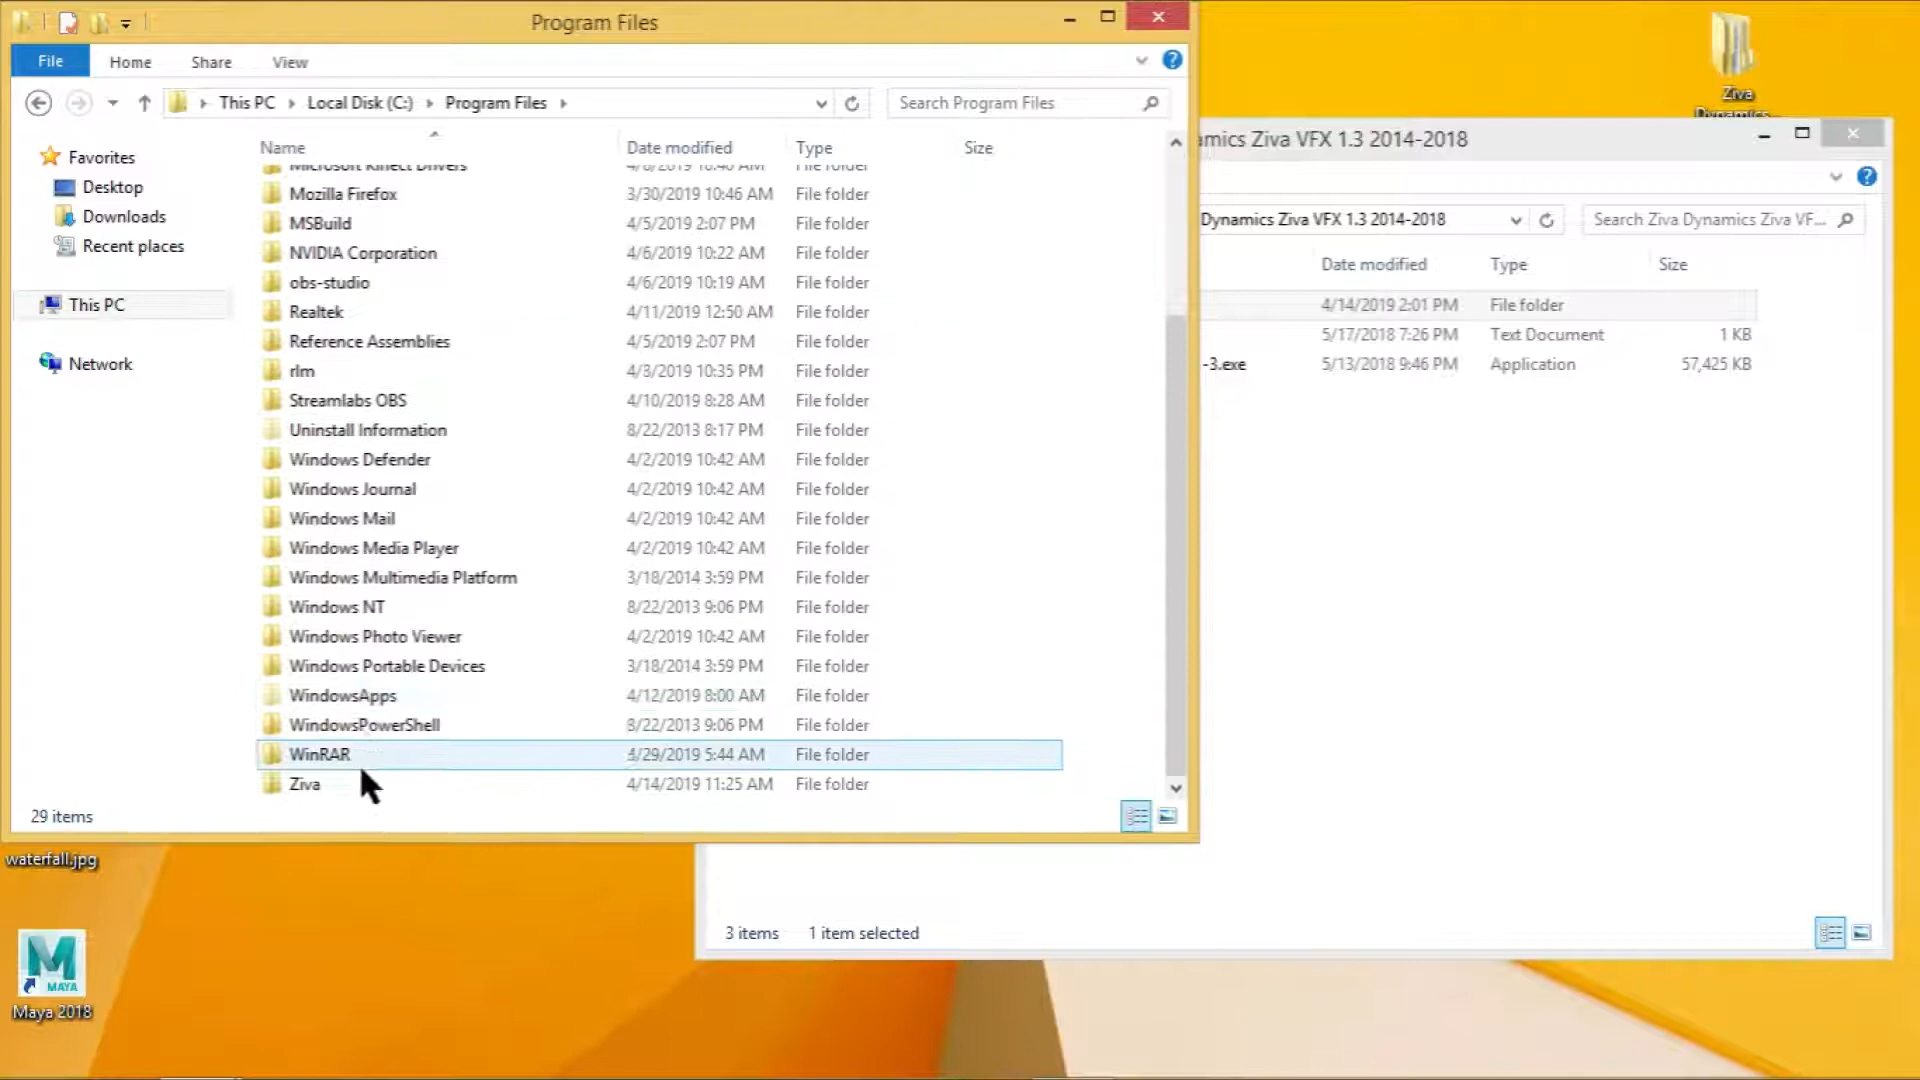 Program Files
File
Home
Share
View
This PC
Local Disk (C:)
Program Files
Search Program Files
Favorites
Desktop
Downloads
Recent places
This PC
Network
Name
Date modified
Type
Size
Microsoft Kinect Drivers 4/8/2019 10:40 AM File folder
Mozilla Firefox 3/30/2019 10:46 AM File folder
MSBuild 4/5/2019 2:07 PM File folder
NVIDIA Corporation 4/6/2019 10:22 AM File folder
obs-studio 4/6/2019 10:19 AM File folder
Realtek 4/11/2019 12:50 AM File folder
Reference Assemblies 4/5/2019 2:07 PM File folder
rlm 4/3/2019 10:35 PM File folder
Streamlabs OBS 4/10/2019 8:28 AM File folder
Uninstall Information 8/22/2013 8:17 PM File folder
Windows Defender 4/2/2019 10:42 AM File folder
Windows Journal 4/2/2019 10:42 AM File folder
Windows Mail 4/2/2019 10:42 AM File folder
Windows Media Player 4/2/2019 10:42 AM File folder
Windows Multimedia Platform 3/18/2014 3:59 PM File folder
Windows NT 8/22/2013 9:06 PM File folder
Windows Photo Viewer 4/2/2019 10:42 AM File folder
Windows Portable Devices 3/18/2014 3:59 PM File folder
WindowsApps 4/12/2019 8:00 AM File folder
WindowsPowerShell 8/22/2013 9:06 PM File folder
WinRAR /29/2019 5:44 AM File folder
Ziva 4/14/2019 11:25 AM File folder
29 items
Ziva
Dynamics
amics Ziva VFX 1.3 2014-2018
Dynamics Ziva VFX 1.3 2014-2018
Search Ziva Dynamics Ziva VF...
Date modified
Type
Size
4/14/2019 2:01 PM File folder
5/17/2018 7:26 PM Text Document 1 KB
-3.exe 5/13/2018 9:46 PM Application 57,425 KB
3 items 1 item selected
waterfall.jpg
M
MAYA
Maya 2018